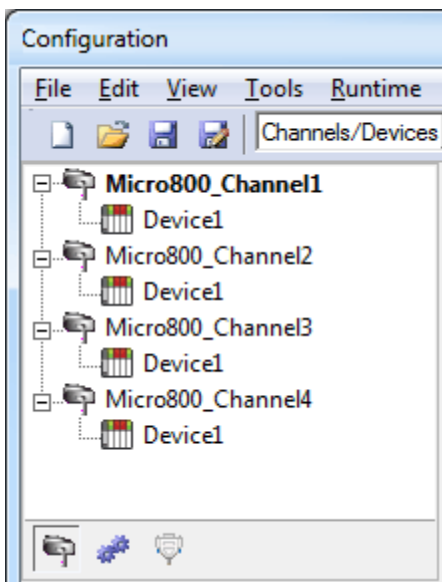 Configuration
File Edit View Tools Runtime
Channels/Devices
Micro800_Channel1
Device1
Micro800_Channel2
Device1
Micro800_Channel3
Device1
Micro800_Channel4
Device1